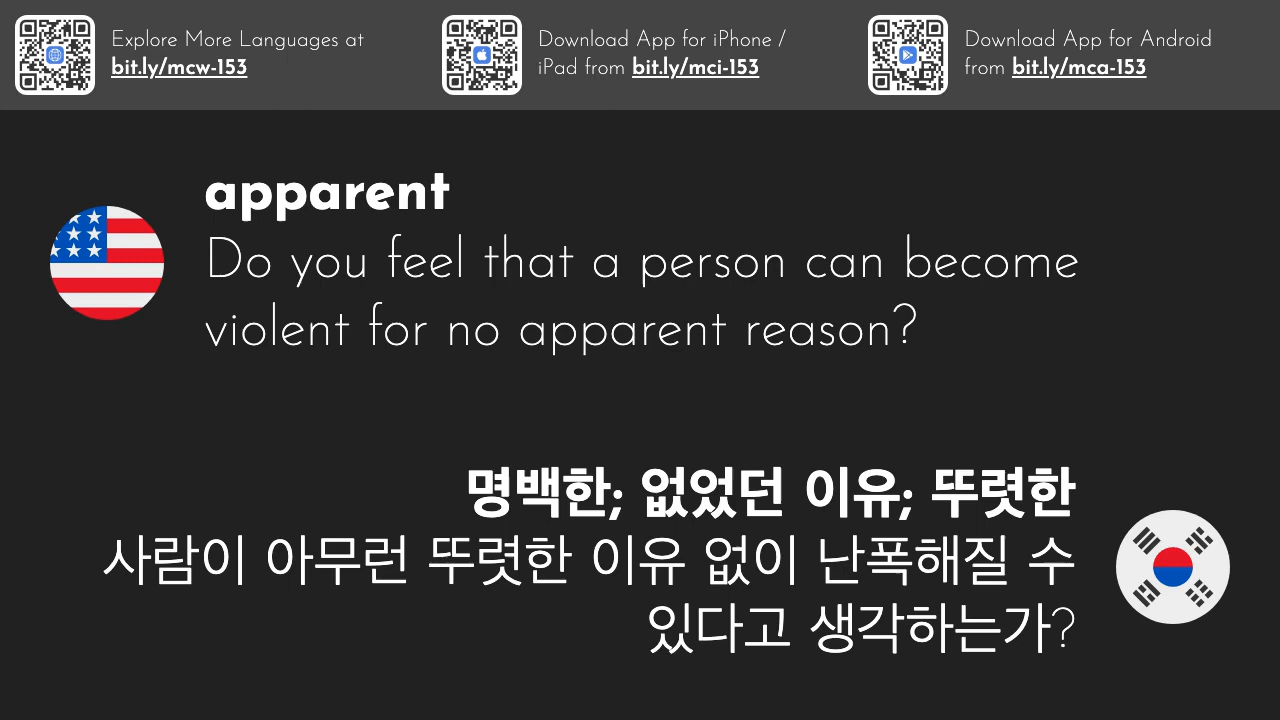 Explore More Languages at
bit.ly/mcw-153
Download App for iPhone /
iPad from bit.ly/mci-153
Download App for Android
from bit.ly/mca-153
apparent
Do you feel that a person can become
violent for no apparent reason?
명백한; 없었던 이유; 뚜렷한
사람이 아무런 뚜렷한 이유 없이 난폭해질 수
있다고 생각하는가?